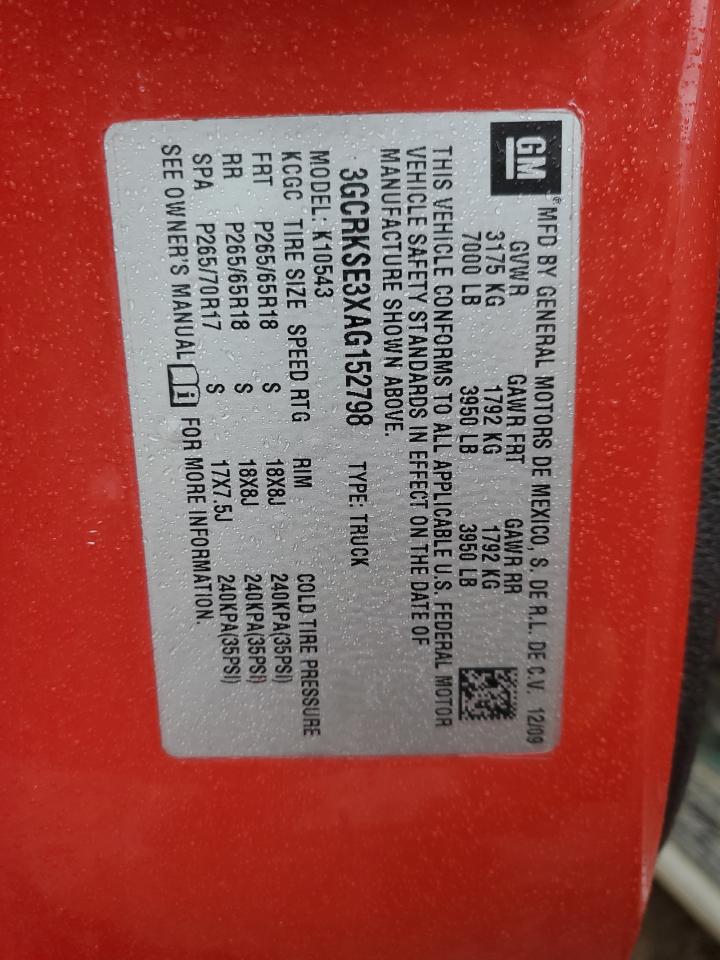 GM® MFD BY GENERAL MOTORS DE MEXICO, S. DE R.L. DE C.V. 12/09
GVWR GAWR FRT GAWR RR
3175 KG 1792 KG 1792 KG
7000 LB 3950 LB 3950 LB
THIS VEHICLE CONFORMS TO ALL APPLICABLE U.S. FEDERAL MOTOR
VEHICLE SAFETY STANDARDS IN EFFECT ON THE DATE OF
MANUFACTURE SHOWN ABOVE.
3GCRKSE3XAG152798 TYPE: TRUCK
MODEL: K10543
KCGC TIRE SIZE SPEED RTG RIM COLD TIRE PRESSURE
FRT P265/65R18 S 18X8J 240KPA(35PSI)
RR P265/65R18 S 18X8J 240KPA(35PSI)
SPA P265/70R17 S 17X7.5J 240KPA(35PSI)
SEE OWNER'S MANUAL i FOR MORE INFORMATION.